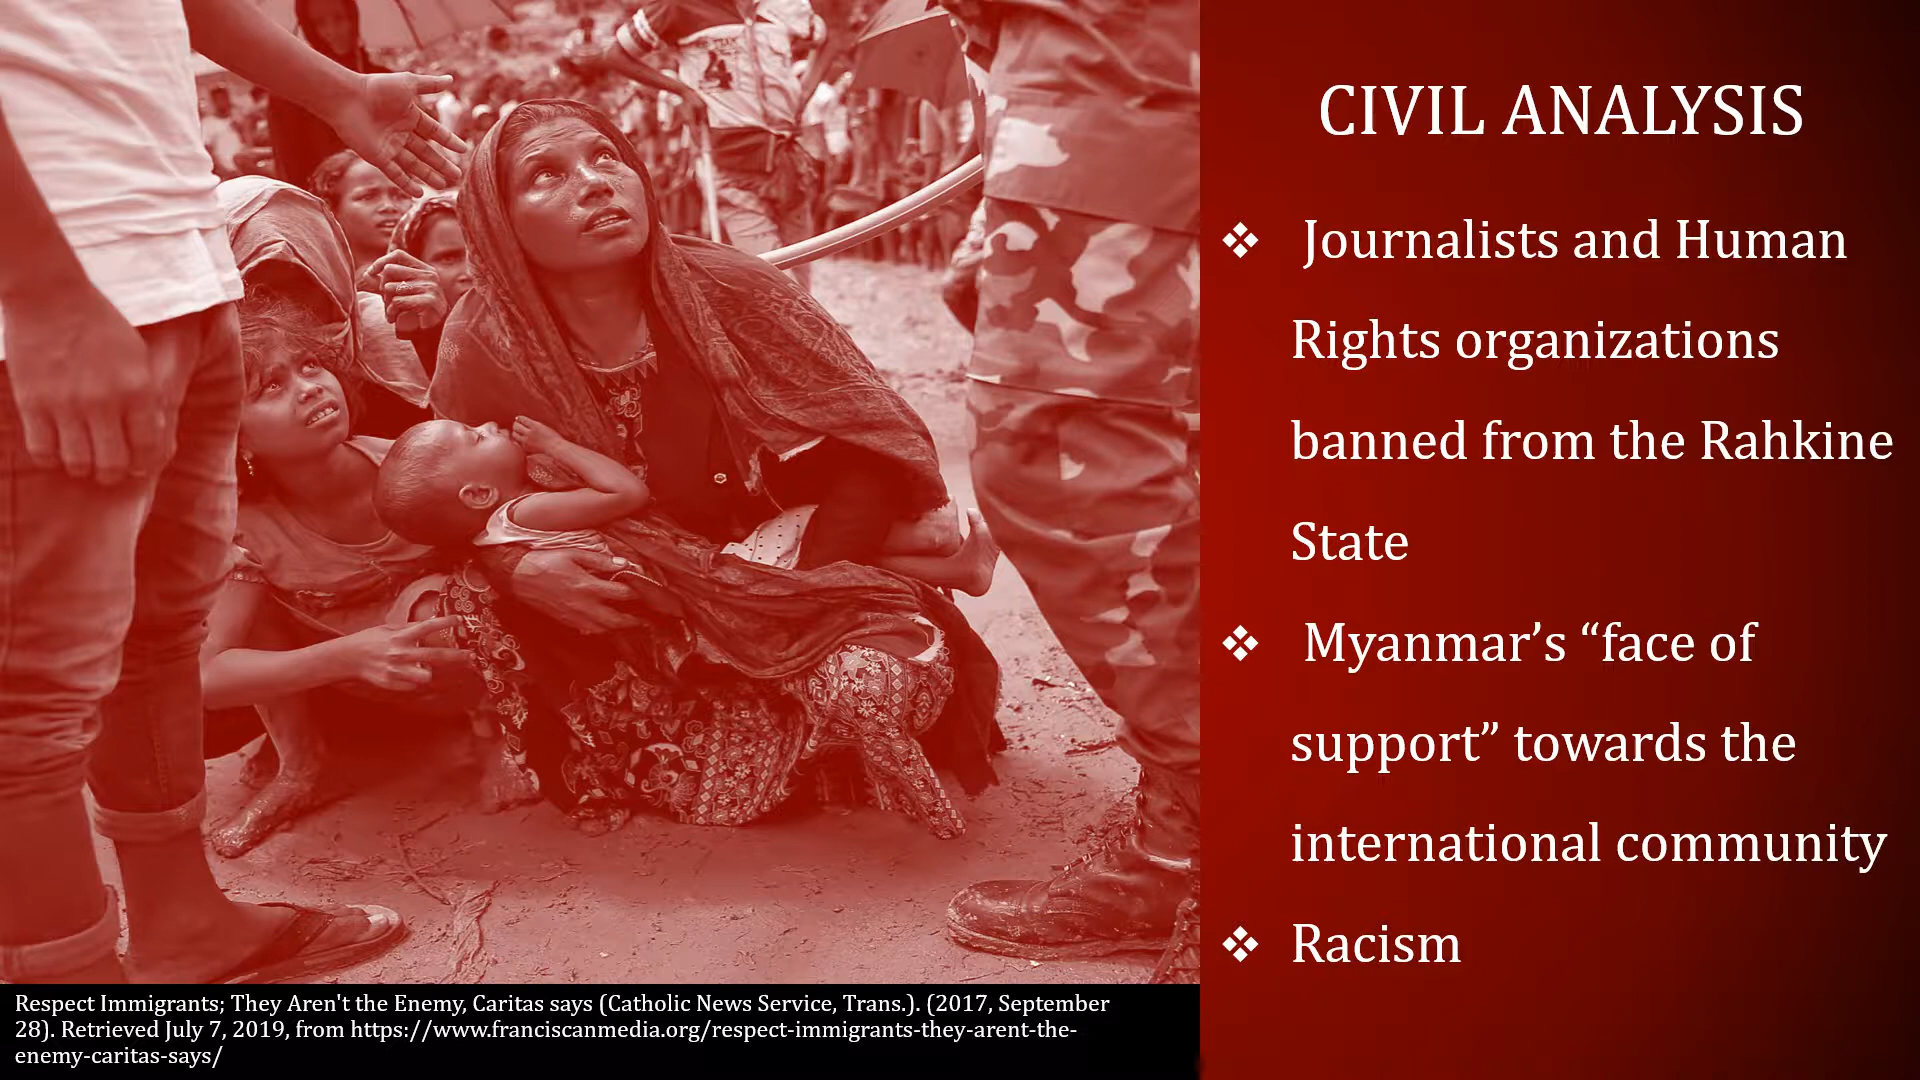 CIVIL ANALYSIS
❖ Journalists and Human
Rights organizations
banned from the Rahkine
State
❖ Myanmar’s “face of
support” towards the
international community
❖ Racism
4
Respect Immigrants; They Aren't the Enemy, Caritas says (Catholic News Service, Trans.). (2017, September
28). Retrieved July 7, 2019, from https://www.franciscanmedia.org/respect-immigrants-they-arent-the-
enemy-caritas-says/